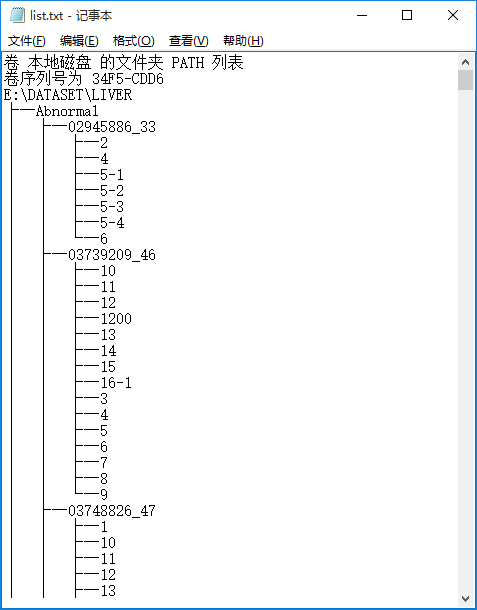 list.txt - 记事本
文件(F) 编辑(E) 格式(O) 查看(V) 帮助(H)
卷 本地磁盘 的文件夹 PATH 列表
卷序列号为 34F5-CDD6
E:\DATASET\LIVER
├─Abnormal
│  ├─02945886_33
│  │  ├─2
│  │  ├─4
│  │  ├─5-1
│  │  ├─5-2
│  │  ├─5-3
│  │  ├─5-4
│  │  └─6
│  ├─03739209_46
│  │  ├─10
│  │  ├─11
│  │  ├─12
│  │  ├─1200
│  │  ├─13
│  │  ├─14
│  │  ├─15
│  │  ├─16-1
│  │  ├─3
│  │  ├─4
│  │  ├─5
│  │  ├─6
│  │  ├─7
│  │  ├─8
│  │  └─9
│  ├─03748826_47
│  │  ├─1
│  │  ├─10
│  │  ├─11
│  │  ├─12
│  │  ├─13